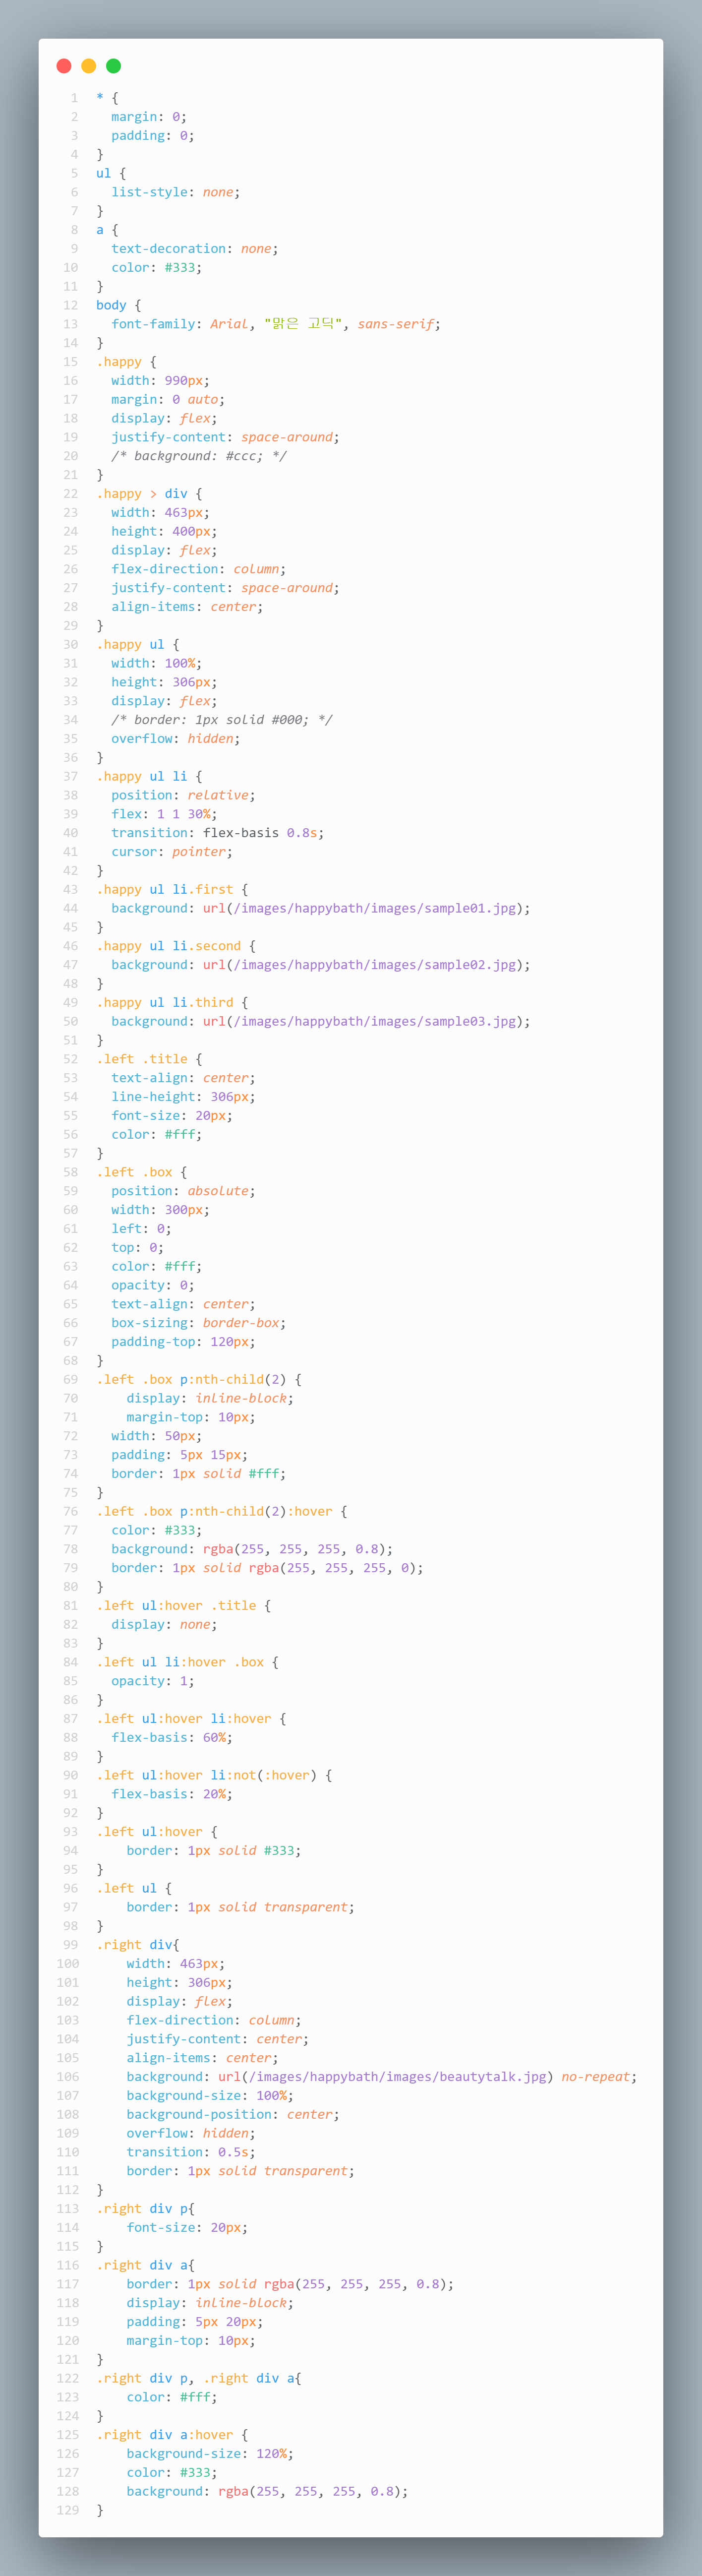 1 * {
2   margin: 0;
3   padding: 0;
4 }
5 ul {
6   list-style: none;
7 }
8 a {
9   text-decoration: none;
10   color: #333;
11 }
12 body {
13   font-family: Arial, "맑은 고딕", sans-serif;
14 }
15 .happy {
16   width: 990px;
17   margin: 0 auto;
18   display: flex;
19   justify-content: space-around;
20   /* background: #ccc; */
21 }
22 .happy > div {
23   width: 463px;
24   height: 400px;
25   display: flex;
26   flex-direction: column;
27   justify-content: space-around;
28   align-items: center;
29 }
30 .happy ul {
31   width: 100%;
32   height: 306px;
33   display: flex;
34   /* border: 1px solid #000; */
35   overflow: hidden;
36 }
37 .happy ul li {
38   position: relative;
39   flex: 1 1 30%;
40   transition: flex-basis 0.8s;
41   cursor: pointer;
42 }
43 .happy ul li.first {
44   background: url(/images/happybath/images/sample01.jpg);
45 }
46 .happy ul li.second {
47   background: url(/images/happybath/images/sample02.jpg);
48 }
49 .happy ul li.third {
50   background: url(/images/happybath/images/sample03.jpg);
51 }
52 .left .title {
53   text-align: center;
54   line-height: 306px;
55   font-size: 20px;
56   color: #fff;
57 }
58 .left .box {
59   position: absolute;
60   width: 300px;
61   left: 0;
62   top: 0;
63   color: #fff;
64   opacity: 0;
65   text-align: center;
66   box-sizing: border-box;
67   padding-top: 120px;
68 }
69 .left .box p:nth-child(2) {
70     display: inline-block;
71     margin-top: 10px;
72   width: 50px;
73   padding: 5px 15px;
74   border: 1px solid #fff;
75 }
76 .left .box p:nth-child(2):hover {
77   color: #333;
78   background: rgba(255, 255, 255, 0.8);
79   border: 1px solid rgba(255, 255, 255, 0);
80 }
81 .left ul:hover .title {
82   display: none;
83 }
84 .left ul li:hover .box {
85   opacity: 1;
86 }
87 .left ul:hover li:hover {
88   flex-basis: 60%;
89 }
90 .left ul:hover li:not(:hover) {
91   flex-basis: 20%;
92 }
93 .left ul:hover {
94     border: 1px solid #333;
95 }
96 .left ul {
97     border: 1px solid transparent;
98 }
99 .right div{
100     width: 463px;
101     height: 306px;
102     display: flex;
103     flex-direction: column;
104     justify-content: center;
105     align-items: center;
106     background: url(/images/happybath/images/beautytalk.jpg) no-repeat;
107     background-size: 100%;
108     background-position: center;
109     overflow: hidden;
110     transition: 0.5s;
111     border: 1px solid transparent;
112 }
113 .right div p{
114     font-size: 20px;
115 }
116 .right div a{
117     border: 1px solid rgba(255, 255, 255, 0.8);
118     display: inline-block;
119     padding: 5px 20px;
120     margin-top: 10px;
121 }
122 .right div p, .right div a{
123     color: #fff;
124 }
125 .right div a:hover {
126     background-size: 120%;
127     color: #333;
128     background: rgba(255, 255, 255, 0.8);
129 }